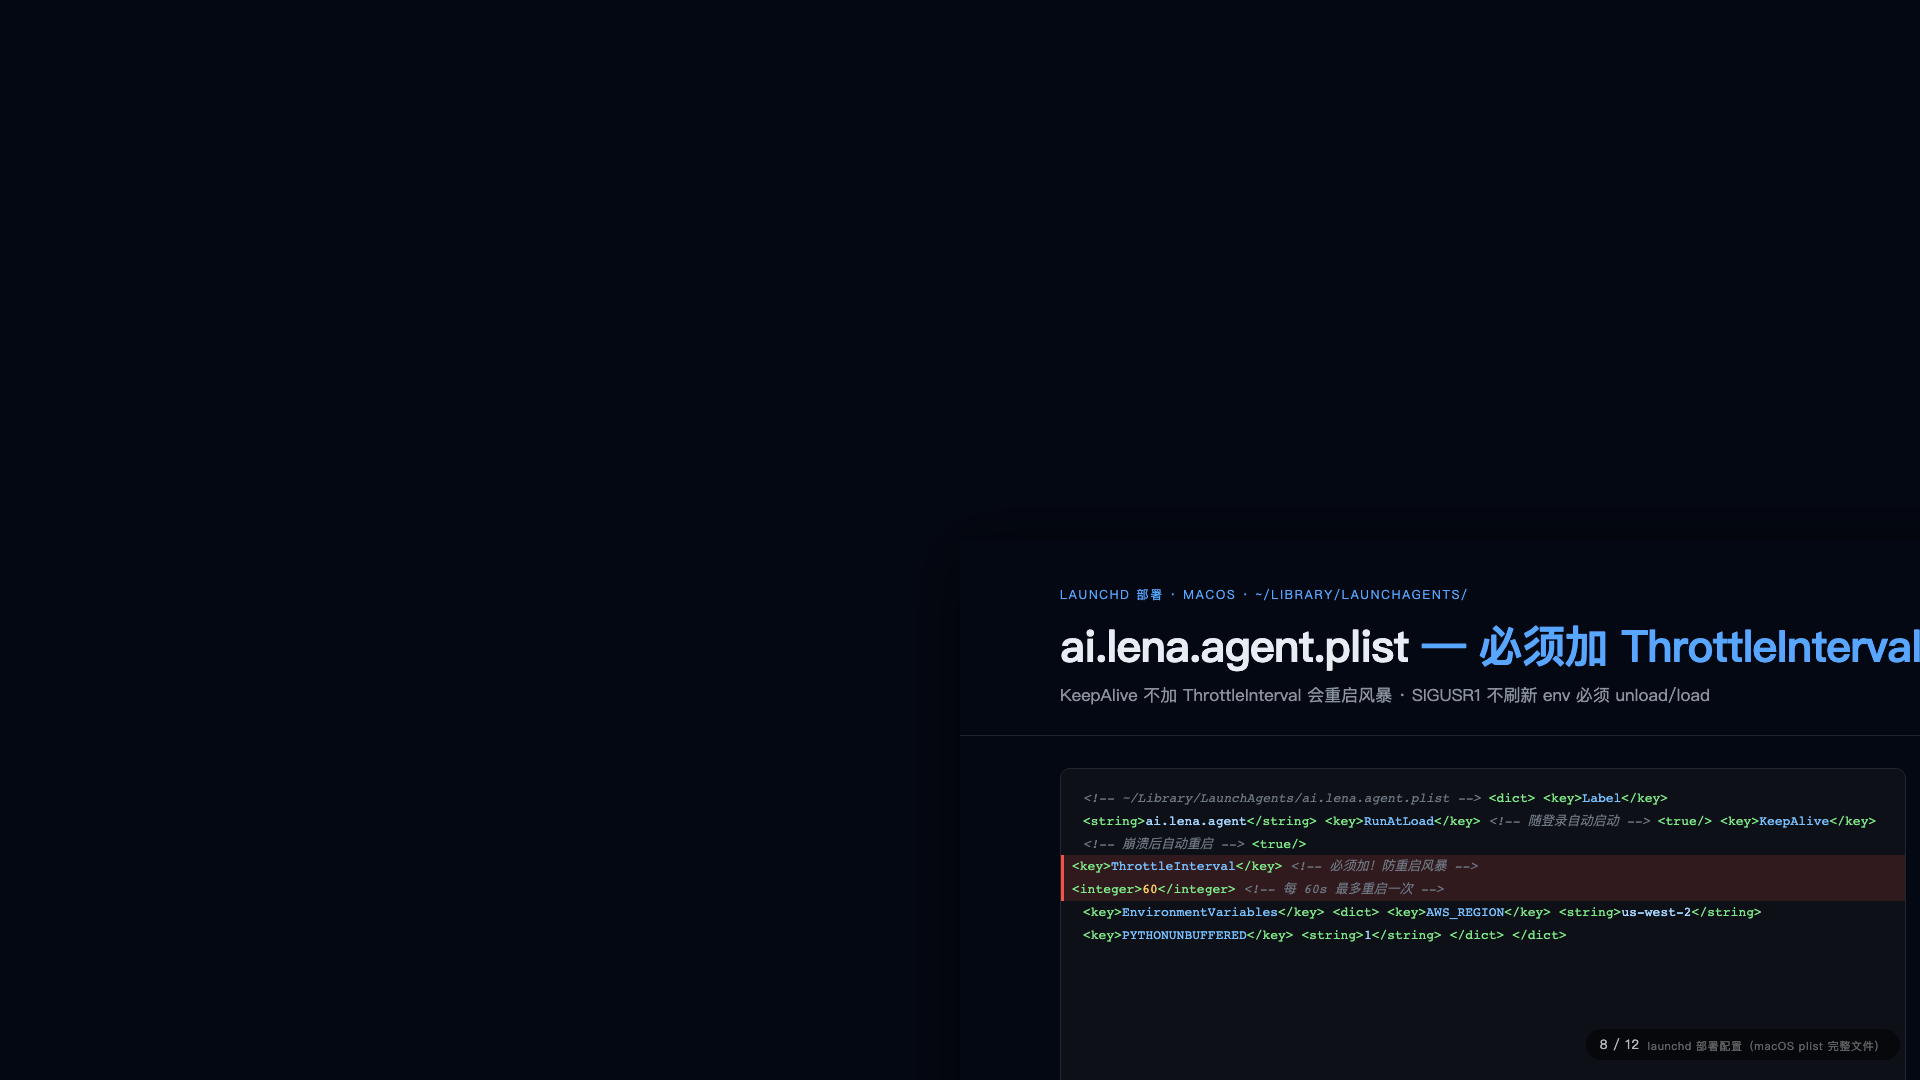 LAUNCHD 部署 · MACOS · ~/LIBRARY/LAUNCHAGENTS/
ai.lena.agent.plist — 必须加 ThrottleInterval
KeepAlive 不加 ThrottleInterval 会重启风暴 · SIGUSR1 不刷新 env 必须 unload/load
<!-- ~/Library/LaunchAgents/ai.lena.agent.plist --> <dict> <key>Label</key>
<string>ai.lena.agent</string> <key>RunAtLoad</key> <!-- 随登录自动启动 --> <true/> <key>KeepAlive</key>
<!-- 崩溃后自动重启 --> <true/>
<key>ThrottleInterval</key> <!-- 必须加! 防重启风暴 -->
<integer>60</integer> <!-- 每 60s 最多重启一次 -->
<key>EnvironmentVariables</key> <dict> <key>AWS_REGION</key> <string>us-west-2</string>
<key>PYTHONUNBUFFERED</key> <string>1</string> </dict> </dict>
8 / 12 launchd 部署配置（macOS plist 完整文件）